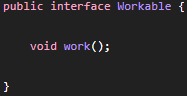 public interface Workable {
void work();
}